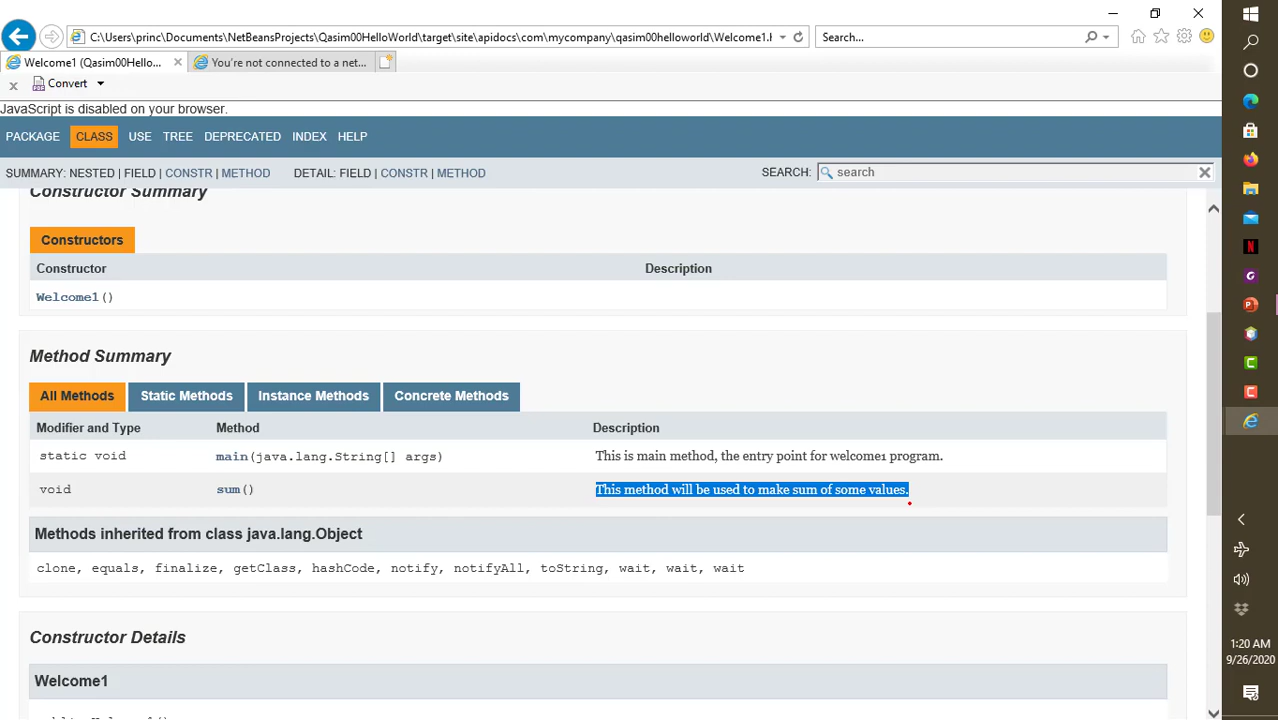 C:\Users\princ\Documents\NetBeansProjects\Qasim00HelloWorld\target\site\apidocs\com\mycompany\qasim00helloworld\Welcome1.
Search...
Welcome1 (Qasim00Hello...
You're not connected to a net...
Convert
JavaScript is disabled on your browser.
PACKAGE CLASS USE TREE DEPRECATED INDEX HELP
SUMMARY: NESTED | FIELD | CONSTR | METHOD DETAIL: FIELD | CONSTR | METHOD SEARCH: search
Constructor Summary
Constructors
Constructor Description
Welcome1()
Method Summary
All Methods Static Methods Instance Methods Concrete Methods
Modifier and Type Method Description
static void main(java.lang.String[] args) This is main method, the entry point for welcome1 program.
void sum() This method will be used to make sum of some values.
Methods inherited from class java.lang.Object
clone, equals, finalize, getClass, hashCode, notify, notifyAll, toString, wait, wait, wait
Constructor Details
Welcome1
1:20 AM
9/26/2020